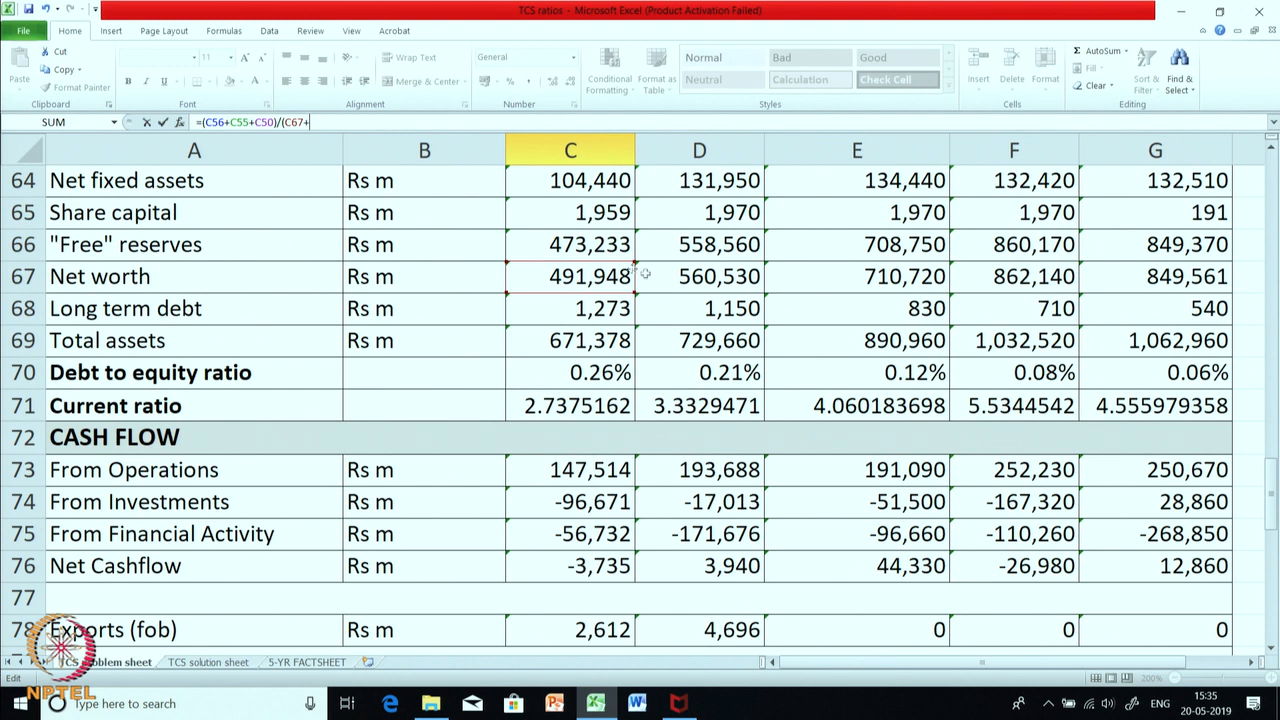 TCS ratios - Microsoft Excel (Product Activation Failed)
File Home Insert Page Layout Formulas Data Review View Acrobat
Paste
Cut
Copy
Format Painter
Clipboard
11
Font
Wrap Text
Merge & Center
Alignment
General
Number
Conditional Formatting
Format as Table
Normal Bad Good
Neutral Calculation Check Cell
Styles
Insert Delete Format
Cells
AutoSum
Fill
Clear
Sort & Filter
Find & Select
Editing
SUM =(C56+C55+C50)/(C67+
A B C D E F G
64 Net fixed assets Rs m 104,440 131,950 134,440 132,420 132,510
65 Share capital Rs m 1,959 1,970 1,970 1,970 191
66 "Free" reserves Rs m 473,233 558,560 708,750 860,170 849,370
67 Net worth Rs m 491,948 560,530 710,720 862,140 849,561
68 Long term debt Rs m 1,273 1,150 830 710 540
69 Total assets Rs m 671,378 729,660 890,960 1,032,520 1,062,960
70 Debt to equity ratio 0.26% 0.21% 0.12% 0.08% 0.06%
71 Current ratio 2.7375162 3.3329471 4.060183698 5.5344542 4.555979358
72 CASH FLOW
73 From Operations Rs m 147,514 193,688 191,090 252,230 250,670
74 From Investments Rs m -96,671 -17,013 -51,500 -167,320 28,860
75 From Financial Activity Rs m -56,732 -171,676 -96,660 -110,260 -268,850
76 Net Cashflow Rs m -3,735 3,940 44,330 -26,980 12,860
77
78 Exports (fob) Rs m 2,612 4,696 0 0 0
TCS problem sheet TCS solution sheet 5-YR FACTSHEET
Edit 200%
NPTEL
Type here to search
ENG
15:35
20-05-2019